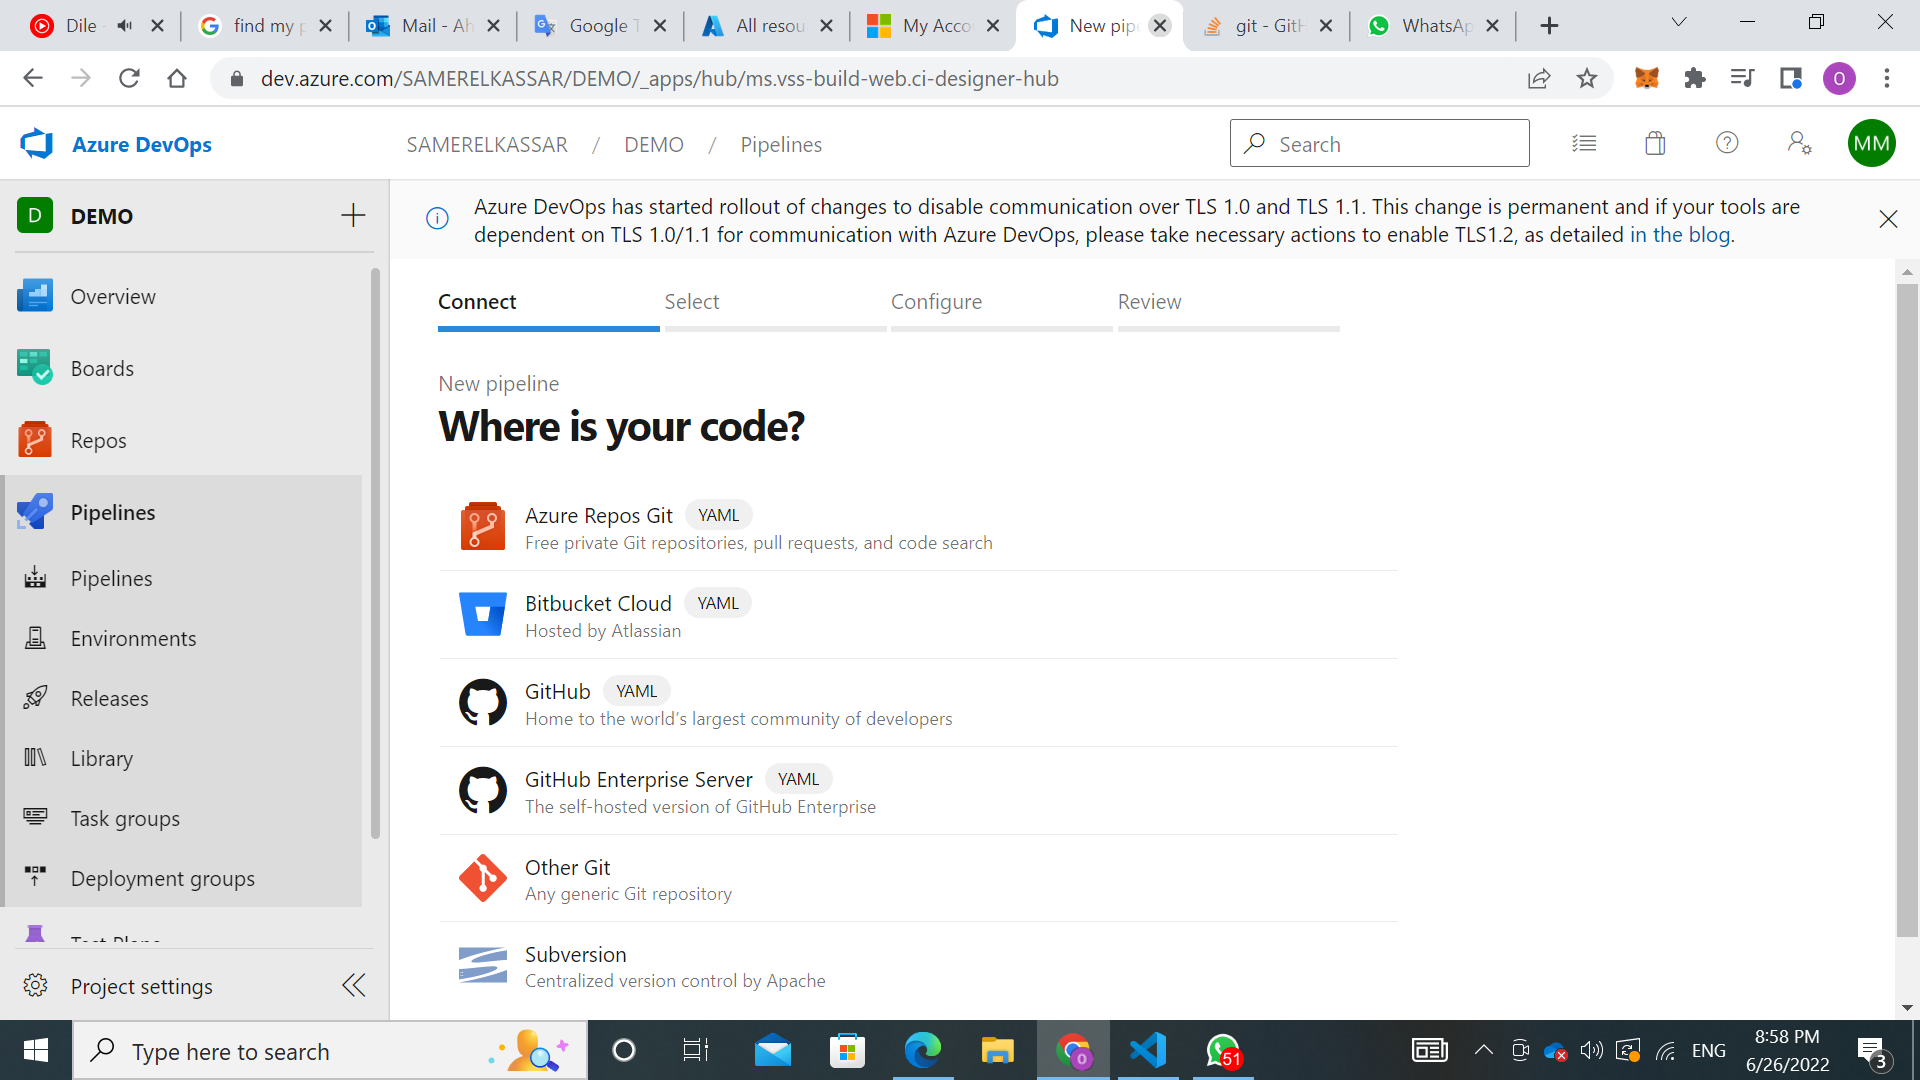 Dile
find my p
Mail - Ah
Google T
All resou
My Acco
New pip
git - GitH
WhatsAp
dev.azure.com/SAMERELKASSAR/DEMO/_apps/hub/ms.vss-build-web.ci-designer-hub
O
Azure DevOps
SAMERELKASSAR / DEMO / Pipelines
Search
MM
D
DEMO
Azure DevOps has started rollout of changes to disable communication over TLS 1.0 and TLS 1.1. This change is permanent and if your tools are
dependent on TLS 1.0/1.1 for communication with Azure DevOps, please take necessary actions to enable TLS1.2, as detailed in the blog.
Overview
Boards
Repos
Pipelines
Pipelines
Environments
Releases
Library
Task groups
Deployment groups
Test Plans
Project settings
Connect
Select
Configure
Review
New pipeline
Where is your code?
Azure Repos Git YAML
Free private Git repositories, pull requests, and code search
Bitbucket Cloud YAML
Hosted by Atlassian
GitHub YAML
Home to the world’s largest community of developers
GitHub Enterprise Server YAML
The self-hosted version of GitHub Enterprise
Other Git
Any generic Git repository
Subversion
Centralized version control by Apache
Type here to search
O
51
ENG
8:58 PM
6/26/2022
3